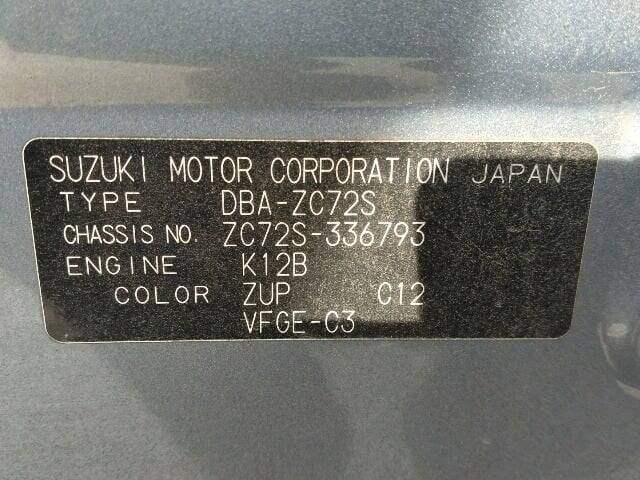 SUZUKI MOTOR CORPORATION JAPAN
TYPE DBA-ZC72S
CHASSIS NO. ZC72S-336793
ENGINE K12B
COLOR ZUP C12
VFGE-C3